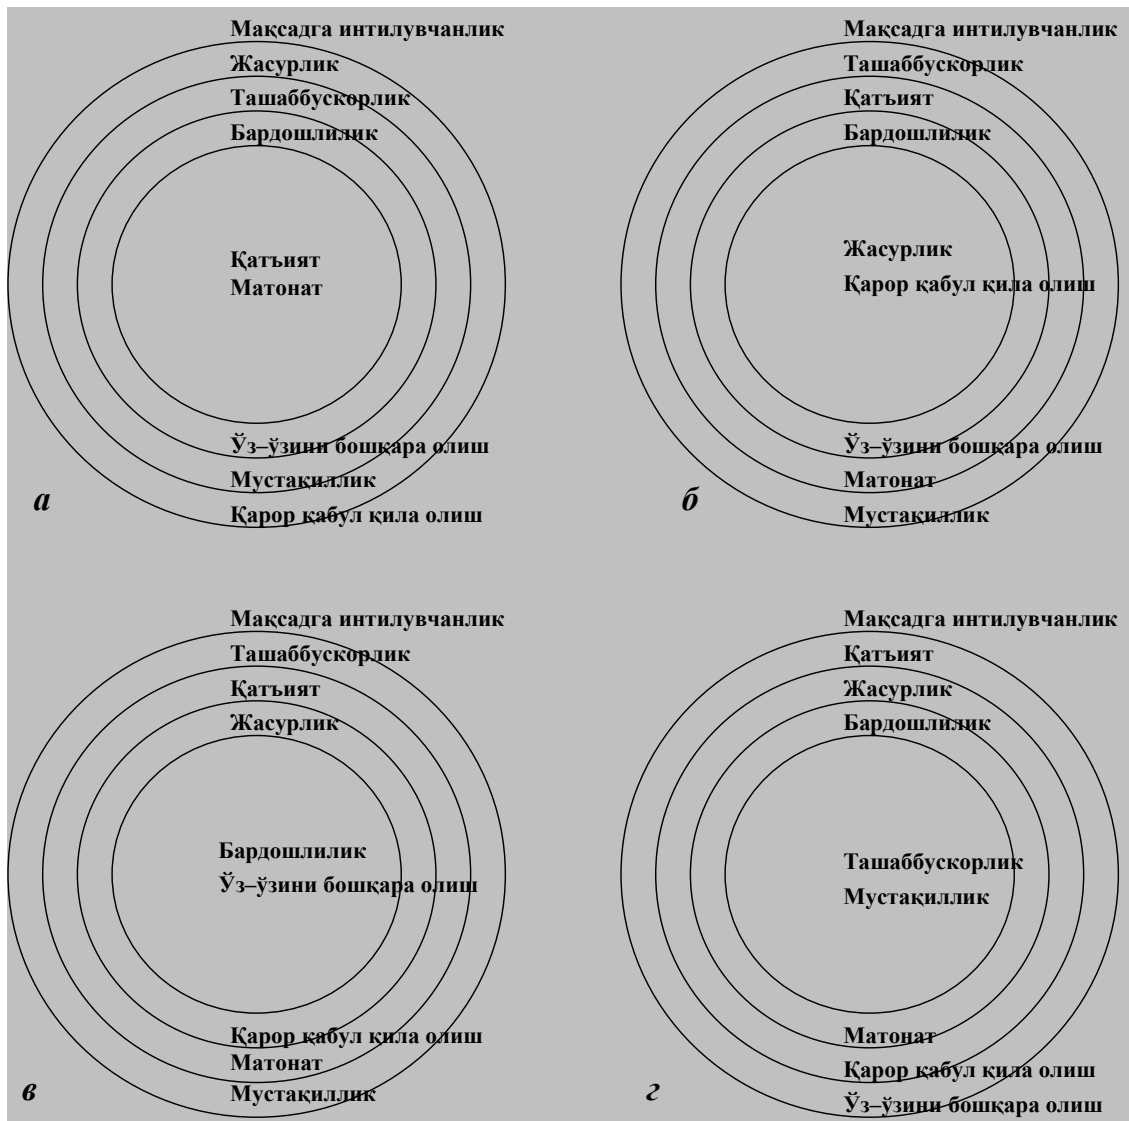 Мақсадга интилувчанлик
Жасурлик
Ташаббускорлик
Бардошлилик
Қатъият
Матонат
Ўз–ўзини бошқара олиш
Мустақиллик
Қарор қабул қила олиш
а
Мақсадга интилувчанлик
Ташаббускорлик
Қатъият
Бардошлилик
Жасурлик
Қарор қабул қила олиш
Ўз–ўзини бошқара олиш
Матонат
Мустақиллик
б
Мақсадга интилувчанлик
Ташаббускорлик
Қатъият
Жасурлик
Бардошлилик
Ўз–ўзини бошқара олиш
Қарор қабул қила олиш
Матонат
Мустақиллик
в
Мақсадга интилувчанлик
Қатъият
Жасурлик
Бардошлилик
Ташаббускорлик
Мустақиллик
Матонат
Қарор қабул қила олиш
Ўз–ўзини бошқара олиш
г